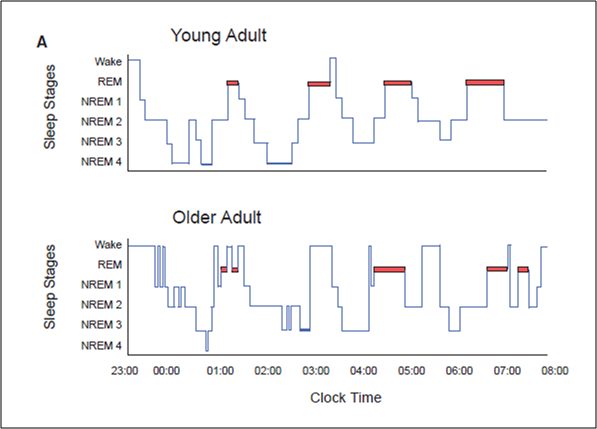 A
Young Adult
Sleep Stages
Wake
REM
NREM 1
NREM 2
NREM 3
NREM 4
Older Adult
Sleep Stages
Wake
REM
NREM 1
NREM 2
NREM 3
NREM 4
23:00 00:00 01:00 02:00 03:00 04:00 05:00 06:00 07:00 08:00
Clock Time